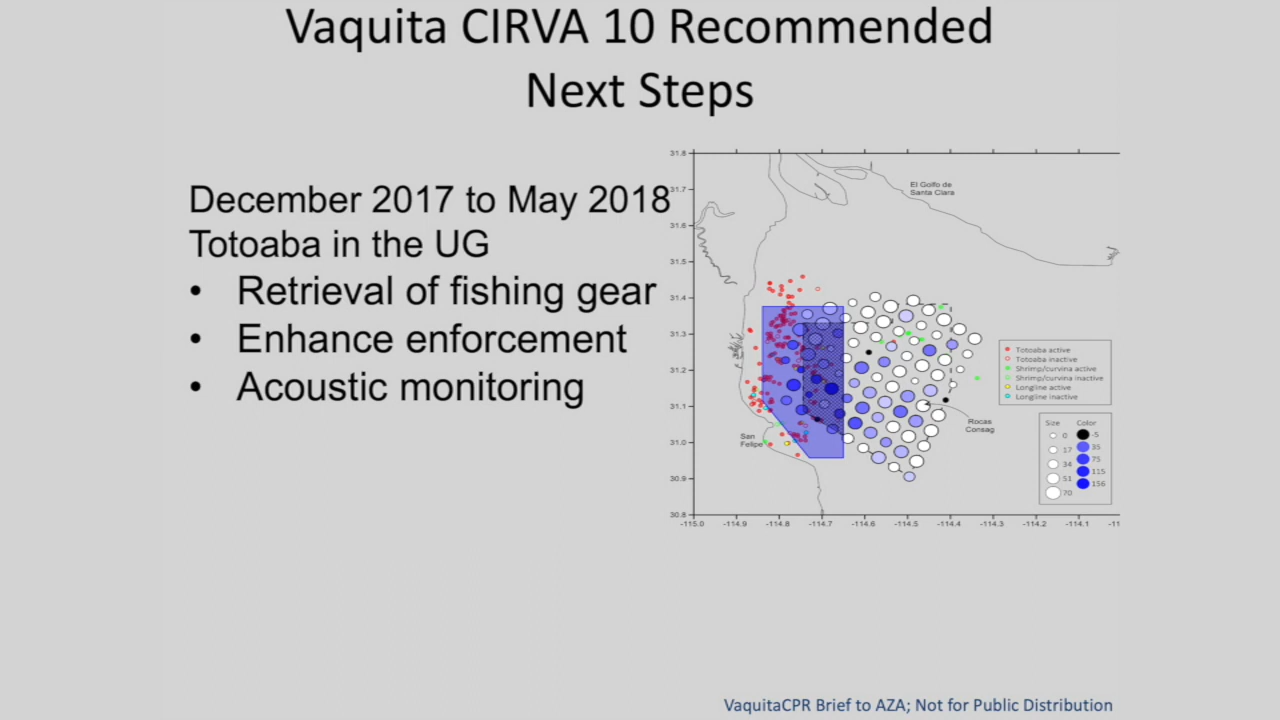 Vaquita CIRVA 10 Recommended
Next Steps
December 2017 to May 2018
Totoaba in the UG
• Retrieval of fishing gear
• Enhance enforcement
• Acoustic monitoring
31.8
31.7
31.6
31.5
31.4
31.3
31.2
31.1
31.0
30.9
30.8
-115.0 -114.9 -114.8 -114.7 -114.6 -114.5 -114.4 -114.3 -114.2 -114.1 -11
El Golfo de
Santa Clara
San
Felipe
Rocas
Consag
Totoaba active
Totoaba inactive
Shrimp/curvina active
Shrimp/curvina inactive
Longline active
Longline inactive
Size Color
0 -5
17 35
34 75
51 115
70 156
VaquitaCPR Brief to AZA; Not for Public Distribution